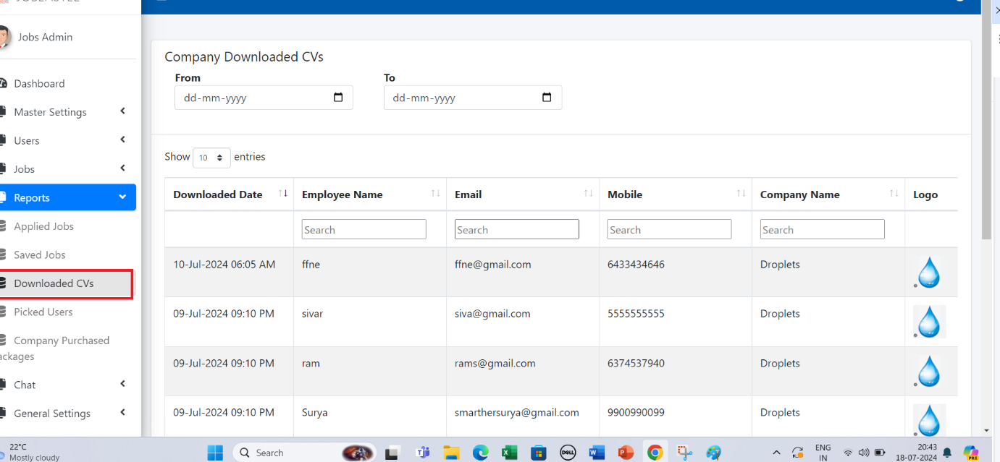 Jobs Admin
Dashboard
Master Settings
Users
Jobs
Reports
Applied Jobs
Saved Jobs
Downloaded CVs
Picked Users
Company Purchased
ackages
Chat
General Settings
Company Downloaded CVs
From To
dd-mm-yyyy dd-mm-yyyy
Show 10 entries
Downloaded Date Employee Name Email Mobile Company Name Logo
Search Search Search Search
10-Jul-2024 06:05 AM ffne ffne@gmail.com 6433434646 Droplets
09-Jul-2024 09:10 PM sivar siva@gmail.com 5555555555 Droplets
09-Jul-2024 09:10 PM ram rams@gmail.com 6374537940 Droplets
09-Jul-2024 09:10 PM Surya smarthersurya@gmail.com 9900990099 Droplets
22°C
Mostly cloudy
Search
DELL
ENG
IN
20:43
18-07-2024
PRE